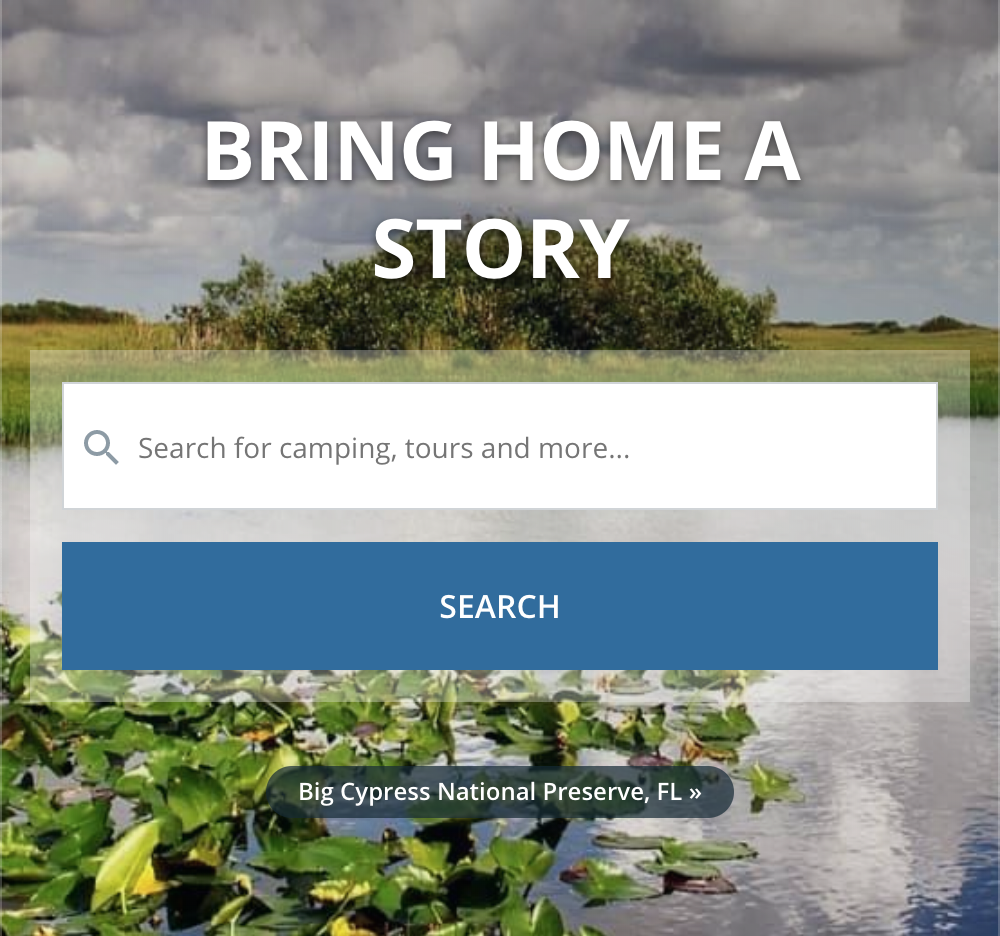 BRING HOME A
STORY
Search for camping, tours and more...
SEARCH
Big Cypress National Preserve, FL »